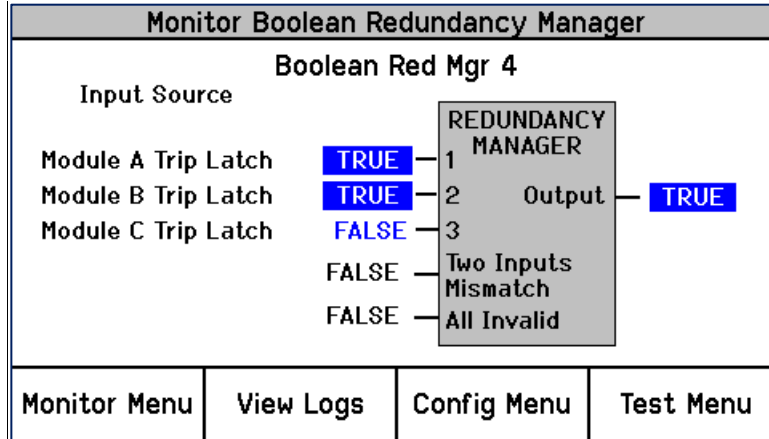 Monitor Boolean Redundancy Manager
Boolean Red Mgr 4
Input Source
REDUNDANCY
MANAGER
Module A Trip Latch TRUE 1
Module B Trip Latch TRUE 2 Output TRUE
Module C Trip Latch FALSE 3
FALSE Two Inputs
Mismatch
FALSE All Invalid
Monitor Menu View Logs Config Menu Test Menu